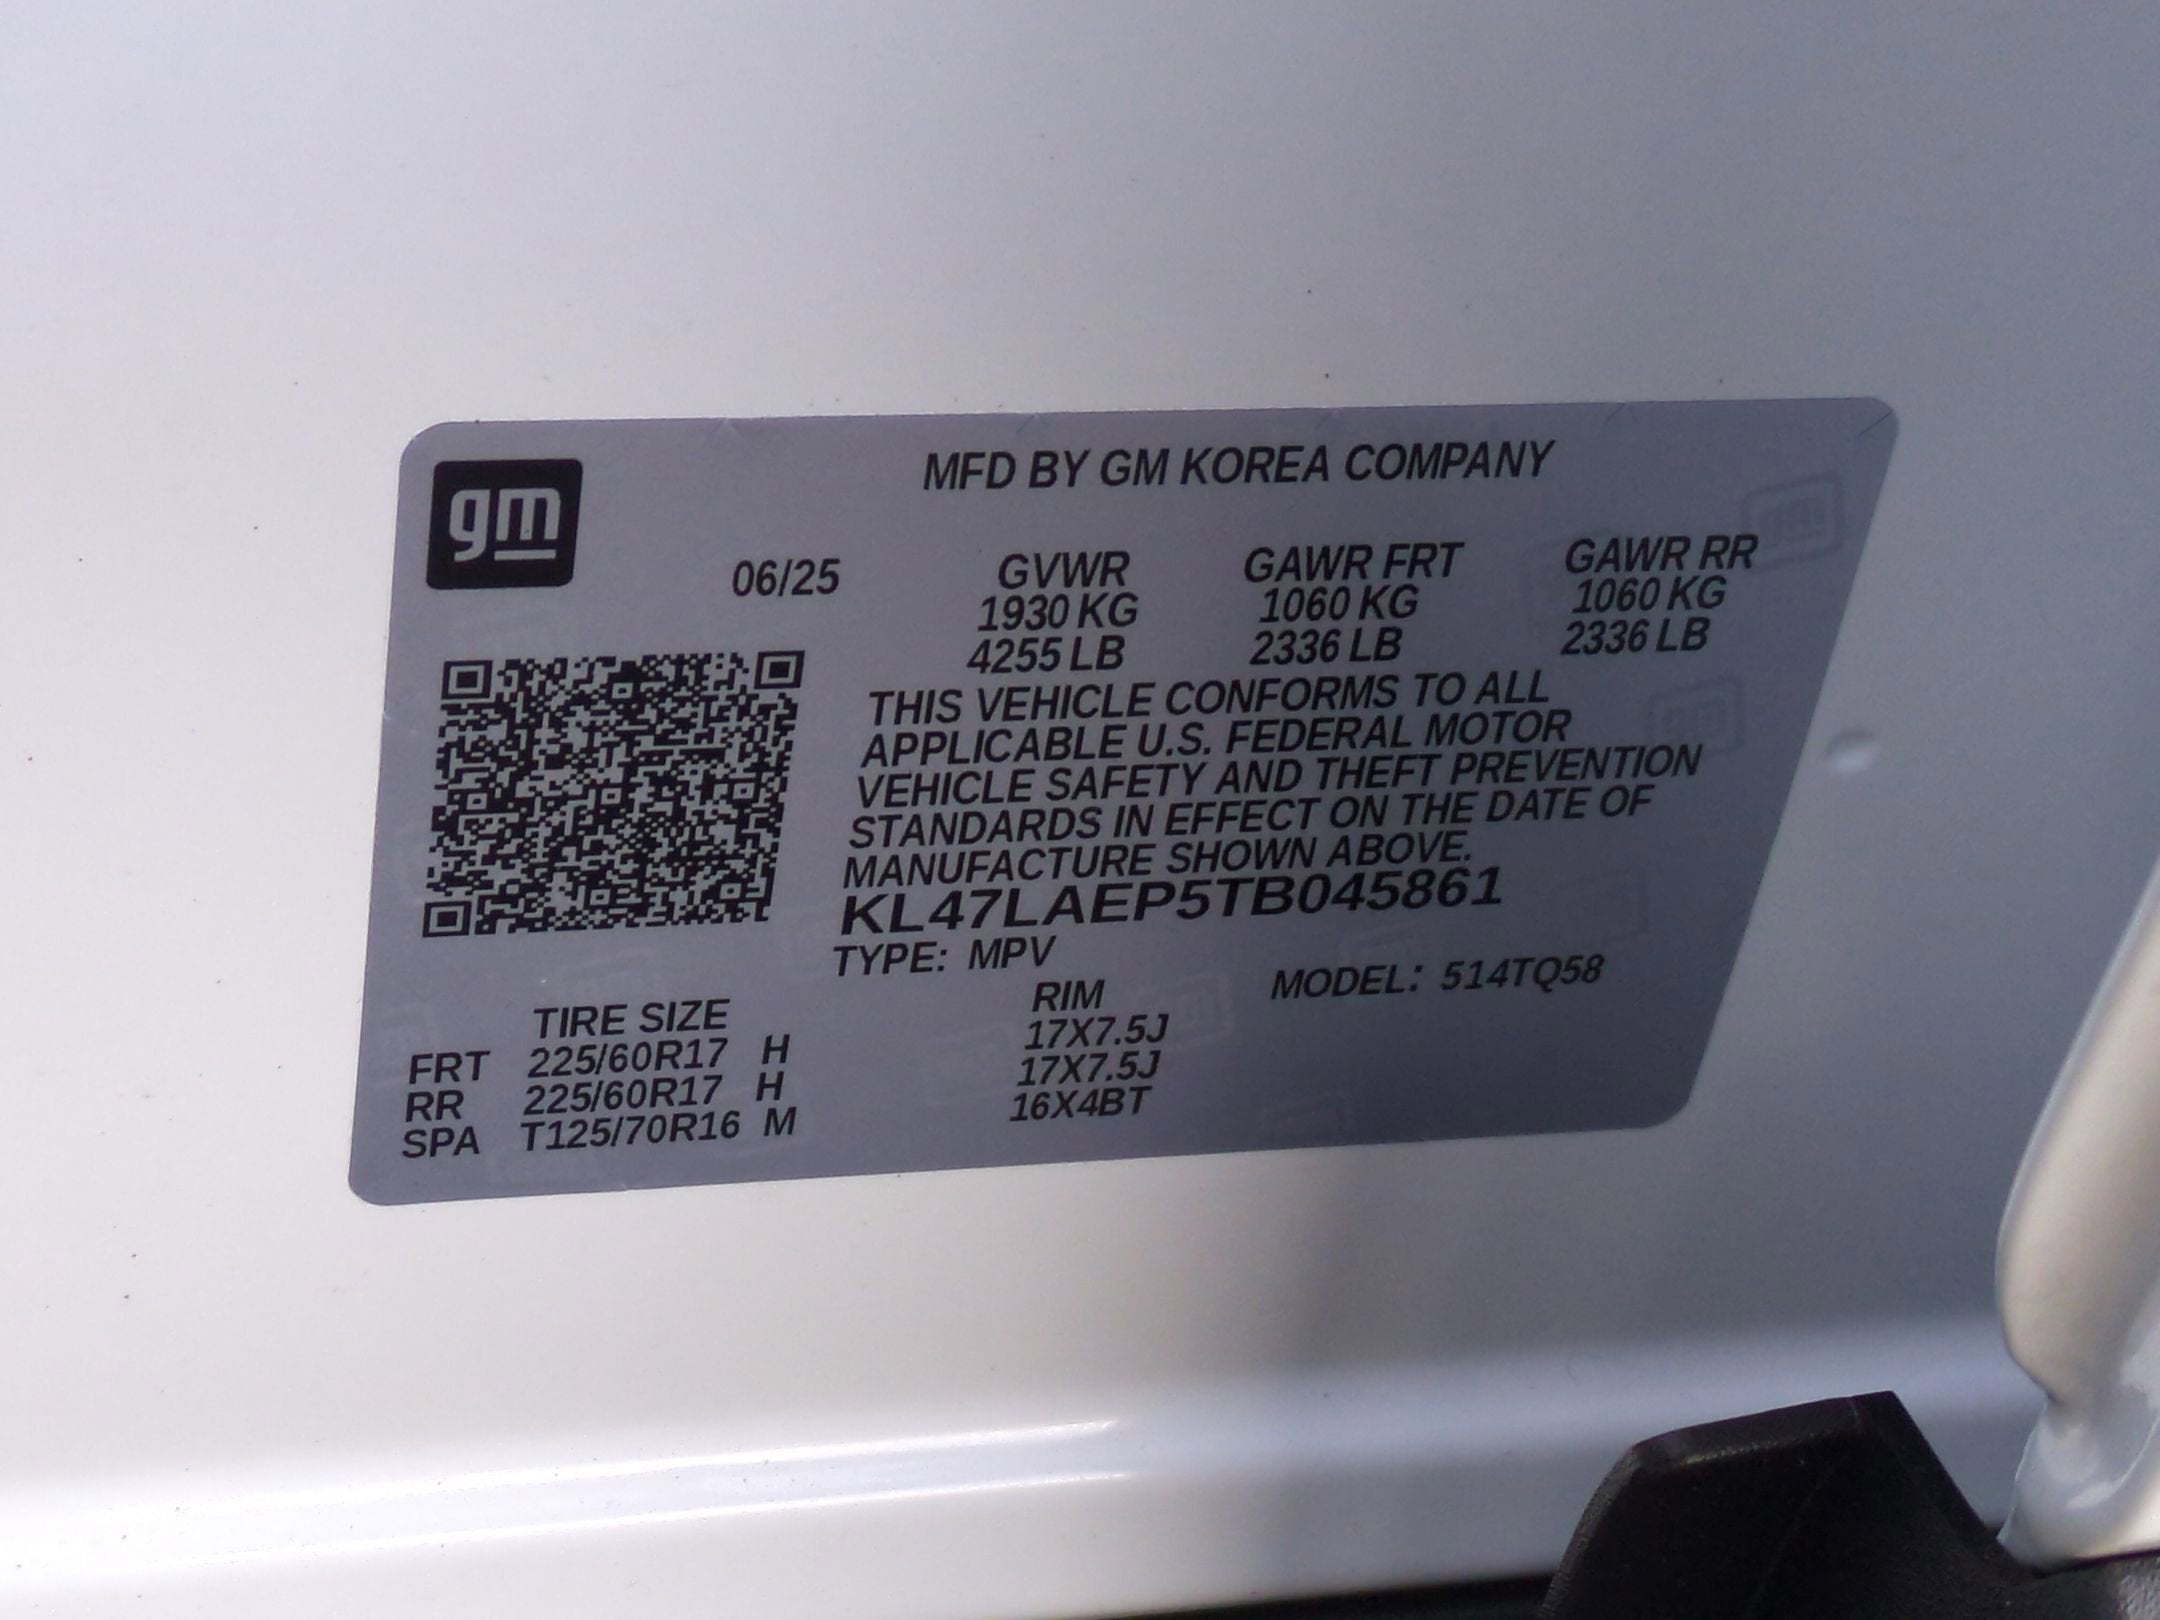 gm
MFD BY GM KOREA COMPANY
06/25 GVWR GAWR FRT GAWR RR
1930 KG 1060 KG 1060 KG
4255 LB 2336 LB 2336 LB
THIS VEHICLE CONFORMS TO ALL
APPLICABLE U.S. FEDERAL MOTOR
VEHICLE SAFETY AND THEFT PREVENTION
STANDARDS IN EFFECT ON THE DATE OF
MANUFACTURE SHOWN ABOVE.
KL47LAEP5TB045861
TYPE: MPV MODEL: 514TQ58
TIRE SIZE RIM
FRT 225/60R17 H 17X7.5J
RR 225/60R17 H 17X7.5J
SPA T125/70R16 M 16X4BT